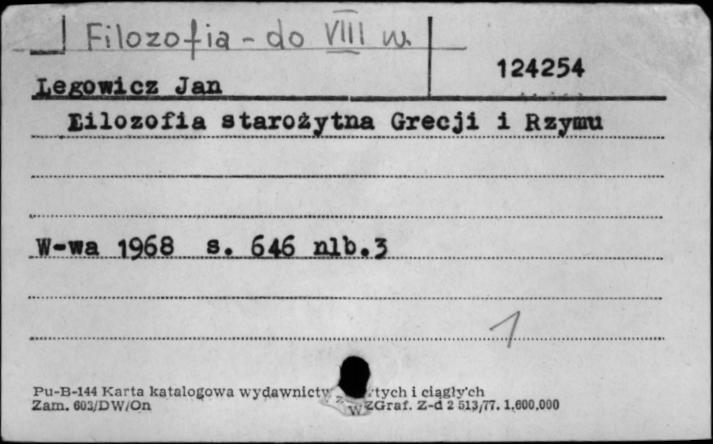 Filozofia - do VIII w.
124254
Legowicz Jan
Filozofia starożytna Grecji i Rzymu
W-wa 1968 s. 646 nlb.3
1
Pu-B-144 Karta katalogowa wydawnictw tych i ciągłych
Zam. 603/DW/On WZGraf. Z-d 2 513/77. 1.600.000